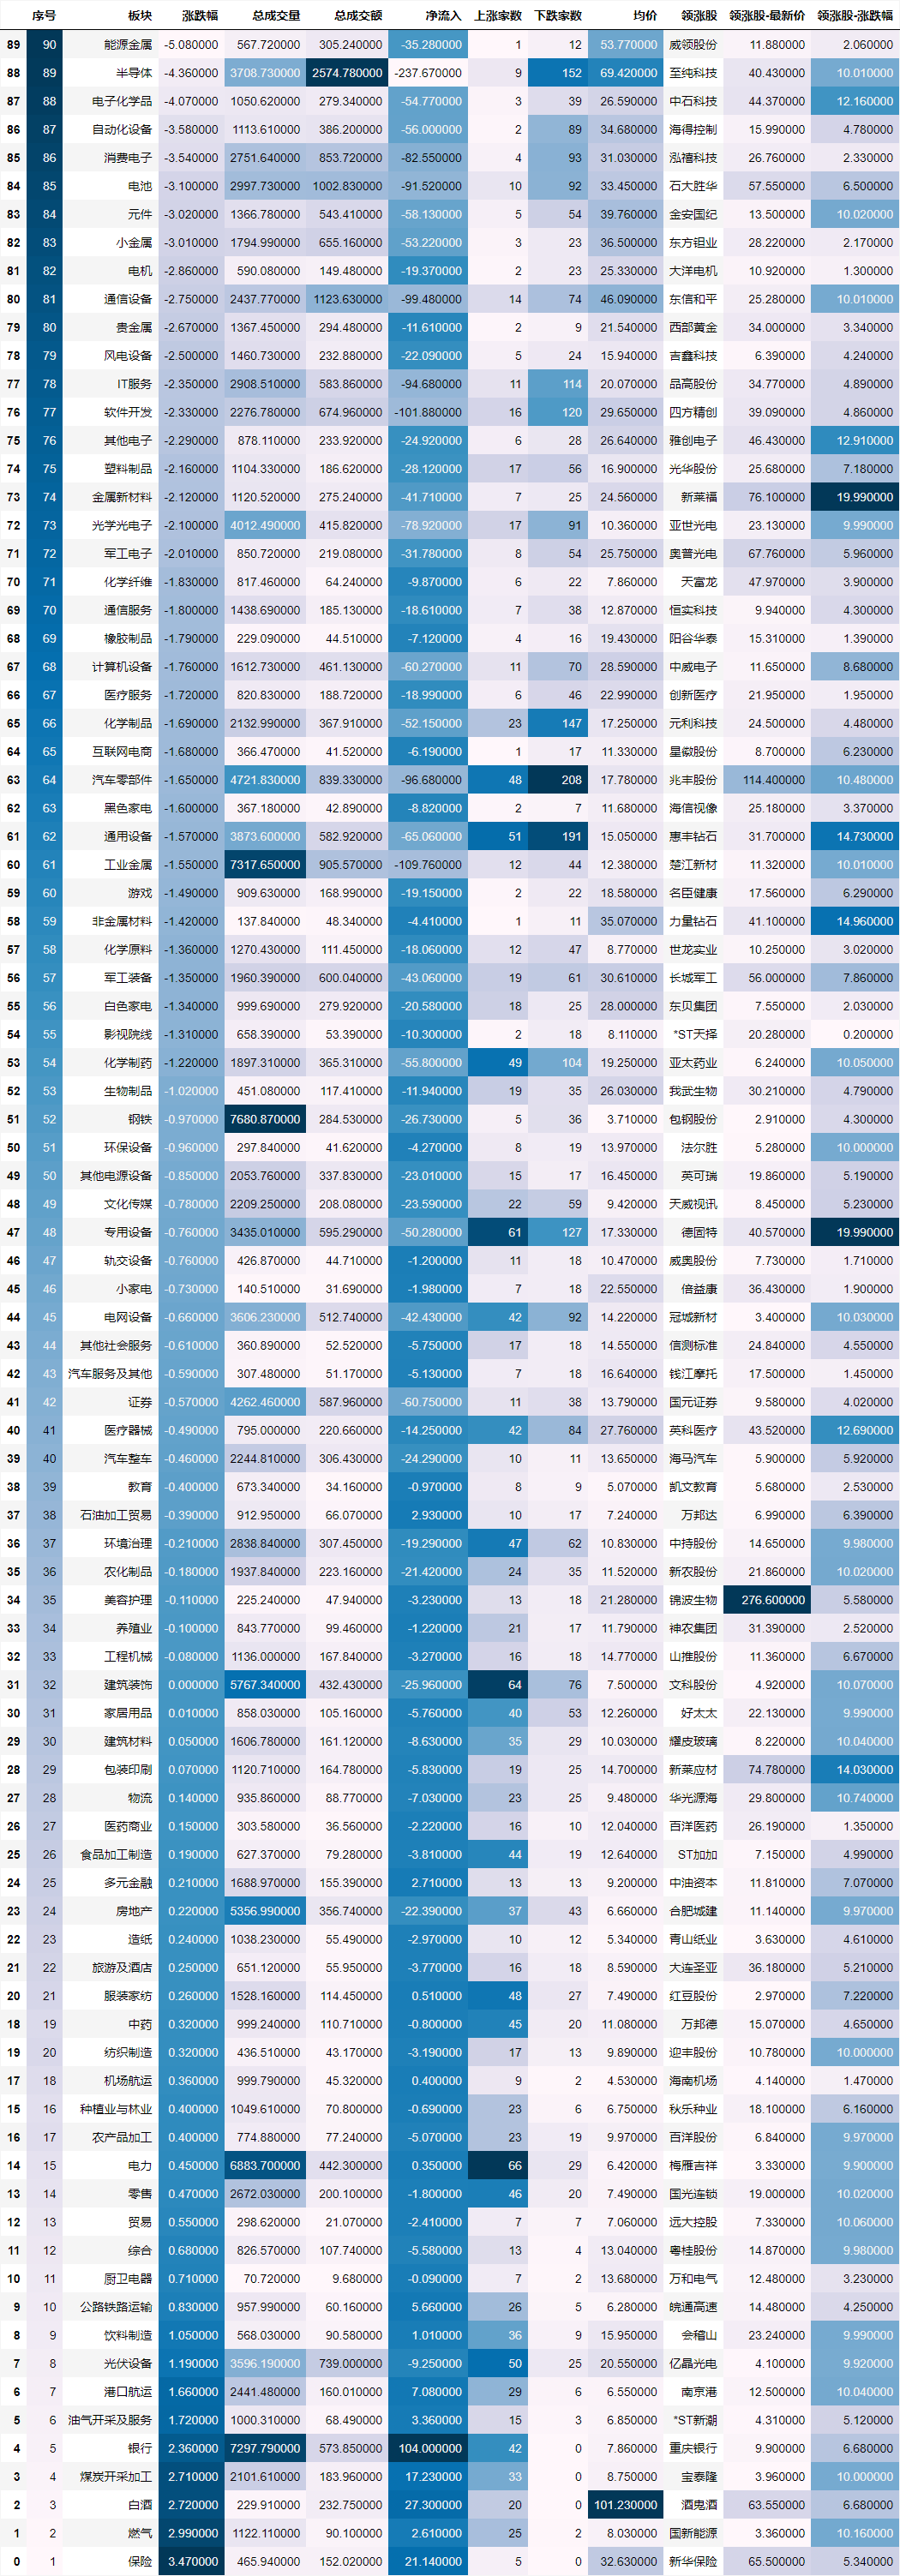 序号 板块 涨跌幅 总成交量 总成交额 净流入 上涨家数 下跌家数 均价 领涨股 领涨股-最新价 领涨股-涨跌幅
89 90 能源金属 -5.080000 567.720000 305.240000 -35.280000 1 12 53.770000 威领股份 11.880000 2.060000
88 89 半导体 -4.360000 3708.730000 2574.780000 -237.670000 9 152 69.420000 至纯科技 40.430000 10.010000
87 88 电子化学品 -4.070000 1050.620000 279.340000 -54.770000 3 39 26.590000 中石科技 44.370000 12.160000
86 87 自动化设备 -3.580000 1113.610000 386.200000 -56.000000 2 89 34.680000 海得控制 15.990000 4.780000
85 86 消费电子 -3.540000 2751.640000 853.720000 -82.550000 4 93 31.030000 泓禧科技 26.760000 2.330000
84 85 电池 -3.100000 2997.730000 1002.830000 -91.520000 10 92 33.450000 石大胜华 57.550000 6.500000
83 84 元件 -3.020000 1366.780000 543.410000 -58.130000 5 54 39.760000 金安国纪 13.500000 10.020000
82 83 小金属 -3.010000 1794.990000 655.160000 -53.220000 3 23 36.500000 东方钽业 28.220000 2.170000
81 82 电机 -2.860000 590.080000 149.480000 -19.370000 2 23 25.330000 大洋电机 10.920000 1.300000
80 81 通信设备 -2.750000 2437.770000 1123.630000 -99.480000 14 74 46.090000 东信和平 25.280000 10.010000
79 80 贵金属 -2.670000 1367.450000 294.480000 -11.610000 2 9 21.540000 西部黄金 34.000000 3.340000
78 79 风电设备 -2.500000 1460.730000 232.880000 -22.090000 5 24 15.940000 吉鑫科技 6.390000 4.240000
77 78 IT服务 -2.350000 2908.510000 583.860000 -94.680000 11 114 20.070000 品高股份 34.770000 4.890000
76 77 软件开发 -2.330000 2276.780000 674.960000 -101.880000 16 120 29.650000 四方精创 39.090000 4.860000
75 76 其他电子 -2.290000 878.110000 233.920000 -24.920000 6 28 26.640000 雅创电子 46.430000 12.910000
74 75 塑料制品 -2.160000 1104.330000 186.620000 -28.120000 17 56 16.900000 光华股份 25.680000 7.180000
73 74 金属新材料 -2.120000 1120.520000 275.240000 -41.710000 7 25 24.560000 新莱福 76.100000 19.990000
72 73 光学光电子 -2.100000 4012.490000 415.820000 -78.920000 17 91 10.360000 亚世光电 23.130000 9.990000
71 72 军工电子 -2.010000 850.720000 219.080000 -31.780000 8 54 25.750000 奥普光电 67.760000 5.960000
70 71 化学纤维 -1.830000 817.460000 64.240000 -9.870000 6 22 7.860000 天富龙 47.970000 3.900000
69 70 通信服务 -1.800000 1438.690000 185.130000 -18.610000 7 38 12.870000 恒实科技 9.940000 4.300000
68 69 橡胶制品 -1.790000 229.090000 44.510000 -7.120000 4 16 19.430000 阳谷华泰 15.310000 1.390000
67 68 计算机设备 -1.760000 1612.730000 461.130000 -60.270000 11 70 28.590000 中威电子 11.650000 8.680000
66 67 医疗服务 -1.720000 820.830000 188.720000 -18.990000 6 46 22.990000 创新医疗 21.950000 1.950000
65 66 化学制品 -1.690000 2132.990000 367.910000 -52.150000 23 147 17.250000 元利科技 24.500000 4.480000
64 65 互联网电商 -1.680000 366.470000 41.520000 -6.190000 1 17 11.330000 星徽股份 8.700000 6.230000
63 64 汽车零部件 -1.650000 4721.830000 839.330000 -96.680000 48 208 17.780000 兆丰股份 114.400000 10.480000
62 63 黑色家电 -1.600000 367.180000 42.890000 -8.820000 2 7 11.680000 海信视像 25.180000 3.370000
61 62 通用设备 -1.570000 3873.600000 582.920000 -65.060000 51 191 15.050000 惠丰钻石 31.700000 14.730000
60 61 工业金属 -1.550000 7317.650000 905.570000 -109.760000 12 44 12.380000 楚江新材 11.320000 10.010000
59 60 游戏 -1.490000 909.630000 168.990000 -19.150000 2 22 18.580000 名臣健康 17.560000 6.290000
58 59 非金属材料 -1.420000 137.840000 48.340000 -4.410000 1 11 35.070000 力量钻石 41.100000 14.960000
57 58 化学原料 -1.360000 1270.430000 111.450000 -18.060000 12 47 8.770000 世龙实业 10.250000 3.020000
56 57 军工装备 -1.350000 1960.390000 600.040000 -43.060000 19 61 30.610000 长城军工 56.000000 7.860000
55 56 白色家电 -1.340000 999.690000 279.920000 -20.580000 18 25 28.000000 东贝集团 7.550000 2.030000
54 55 影视院线 -1.310000 658.390000 53.390000 -10.300000 2 18 8.110000 *ST天择 20.280000 0.200000
53 54 化学制药 -1.220000 1897.310000 365.310000 -55.800000 49 104 19.250000 亚太药业 6.240000 10.050000
52 53 生物制品 -1.020000 451.080000 117.410000 -11.940000 19 35 26.030000 我武生物 30.210000 4.790000
51 52 钢铁 -0.970000 7680.870000 284.530000 -26.730000 5 36 3.710000 包钢股份 2.910000 4.300000
50 51 环保设备 -0.960000 297.840000 41.620000 -4.270000 8 19 13.970000 法尔胜 5.280000 10.000000
49 50 其他电源设备 -0.850000 2053.760000 337.830000 -23.010000 15 17 16.450000 英可瑞 19.860000 5.190000
48 49 文化传媒 -0.780000 2209.250000 208.080000 -23.590000 22 59 9.420000 天威视讯 8.450000 5.230000
47 48 专用设备 -0.760000 3435.010000 595.290000 -50.280000 61 127 17.330000 德固特 40.570000 19.990000
46 47 轨交设备 -0.760000 426.870000 44.710000 -1.200000 11 18 10.470000 威奥股份 7.730000 1.710000
45 46 小家电 -0.730000 140.510000 31.690000 -1.980000 7 18 22.550000 倍益康 36.430000 1.900000
44 45 电网设备 -0.660000 3606.230000 512.740000 -42.430000 42 92 14.220000 冠城新材 3.400000 10.030000
43 44 其他社会服务 -0.610000 360.890000 52.520000 -5.750000 17 18 14.550000 信测标准 24.840000 4.550000
42 43 汽车服务及其他 -0.590000 307.480000 51.170000 -5.130000 7 18 16.640000 钱江摩托 17.500000 1.450000
41 42 证券 -0.570000 4262.460000 587.960000 -60.750000 11 38 13.790000 国元证券 9.580000 4.020000
40 41 医疗器械 -0.490000 795.000000 220.660000 -14.250000 42 84 27.760000 英科医疗 43.520000 12.690000
39 40 汽车整车 -0.460000 2244.810000 306.430000 -24.290000 10 11 13.650000 海马汽车 5.900000 5.920000
38 39 教育 -0.400000 673.340000 34.160000 -0.970000 8 9 5.070000 凯文教育 5.680000 2.530000
37 38 石油加工贸易 -0.390000 912.950000 66.070000 2.930000 10 17 7.240000 万邦达 6.990000 6.390000
36 37 环境治理 -0.210000 2838.840000 307.450000 -19.290000 47 62 10.830000 中持股份 14.650000 9.980000
35 36 农化制品 -0.180000 1937.840000 223.160000 -21.420000 24 35 11.520000 新农股份 21.860000 10.020000
34 35 美容护理 -0.110000 225.240000 47.940000 -3.230000 13 18 21.280000 锦波生物 276.600000 5.580000
33 34 养殖业 -0.100000 843.770000 99.460000 -1.220000 21 17 11.790000 神农集团 31.390000 2.520000
32 33 工程机械 -0.080000 1136.000000 167.840000 -3.270000 16 18 14.770000 山推股份 11.360000 6.670000
31 32 建筑装饰 0.000000 5767.340000 432.430000 -25.960000 64 76 7.500000 文科股份 4.920000 10.070000
30 31 家居用品 0.010000 858.030000 105.160000 -5.760000 40 53 12.260000 好太太 22.130000 9.990000
29 30 建筑材料 0.050000 1606.780000 161.120000 -8.630000 35 29 10.030000 耀皮玻璃 8.220000 10.040000
28 29 包装印刷 0.070000 1120.710000 164.780000 -5.830000 19 25 14.700000 新莱应材 74.780000 14.030000
27 28 物流 0.140000 935.860000 88.770000 -7.030000 23 25 9.480000 华光源海 29.800000 10.740000
26 27 医药商业 0.150000 303.580000 36.560000 -2.220000 16 10 12.040000 百洋医药 26.190000 1.350000
25 26 食品加工制造 0.190000 627.370000 79.280000 -3.810000 44 19 12.640000 ST加加 7.150000 4.990000
24 25 多元金融 0.210000 1688.970000 155.390000 2.710000 13 13 9.200000 中油资本 11.810000 7.070000
23 24 房地产 0.220000 5356.990000 356.740000 -22.390000 37 43 6.660000 合肥城建 11.140000 9.970000
22 23 造纸 0.240000 1038.230000 55.490000 -2.970000 10 12 5.340000 青山纸业 3.630000 4.610000
21 22 旅游及酒店 0.250000 651.120000 55.950000 -3.770000 16 18 8.590000 大连圣亚 36.180000 5.210000
20 21 服装家纺 0.260000 1528.160000 114.450000 0.510000 48 27 7.490000 红豆股份 2.970000 7.220000
18 19 中药 0.320000 999.240000 110.710000 -0.800000 45 20 11.080000 万邦德 15.070000 4.650000
19 20 纺织制造 0.320000 436.510000 43.170000 -3.190000 17 13 9.890000 迎丰股份 10.780000 10.000000
17 18 机场航运 0.360000 999.790000 45.320000 0.400000 9 2 4.530000 海南机场 4.140000 1.470000
15 16 种植业与林业 0.400000 1049.610000 70.800000 -0.690000 23 6 6.750000 秋乐种业 18.100000 6.160000
16 17 农产品加工 0.400000 774.880000 77.240000 -5.070000 23 19 9.970000 百洋股份 6.840000 9.970000
14 15 电力 0.450000 6883.700000 442.300000 0.350000 66 29 6.420000 梅雁吉祥 3.330000 9.900000
13 14 零售 0.470000 2672.030000 200.100000 -1.800000 46 20 7.490000 国光连锁 19.000000 10.020000
12 13 贸易 0.550000 298.620000 21.070000 -2.410000 7 7 7.060000 远大控股 7.330000 10.060000
11 12 综合 0.680000 826.570000 107.740000 -5.580000 13 4 13.040000 粤桂股份 14.870000 9.980000
10 11 厨卫电器 0.710000 70.720000 9.680000 -0.090000 7 2 13.680000 万和电气 12.480000 3.230000
9 10 公路铁路运输 0.830000 957.990000 60.160000 5.660000 26 5 6.280000 皖通高速 14.480000 4.250000
8 9 饮料制造 1.050000 568.030000 90.580000 1.010000 36 9 15.950000 会稽山 23.240000 9.990000
7 8 光伏设备 1.190000 3596.190000 739.000000 -9.250000 50 25 20.550000 亿晶光电 4.100000 9.920000
6 7 港口航运 1.660000 2441.480000 160.010000 7.080000 29 6 6.550000 南京港 12.500000 10.040000
5 6 油气开采及服务 1.720000 1000.310000 68.490000 3.360000 15 3 6.850000 *ST新潮 4.310000 5.120000
4 5 银行 2.360000 7297.790000 573.850000 104.000000 42 0 7.860000 重庆银行 9.900000 6.680000
3 4 煤炭开采加工 2.710000 2101.610000 183.960000 17.230000 33 0 8.750000 宝泰隆 3.960000 10.000000
2 3 白酒 2.720000 229.910000 232.750000 27.300000 20 0 101.230000 酒鬼酒 63.550000 6.680000
1 2 燃气 2.990000 1122.110000 90.100000 2.610000 25 2 8.030000 国新能源 3.360000 10.160000
0 1 保险 3.470000 465.940000 152.020000 21.140000 5 0 32.630000 新华保险 65.500000 5.340000